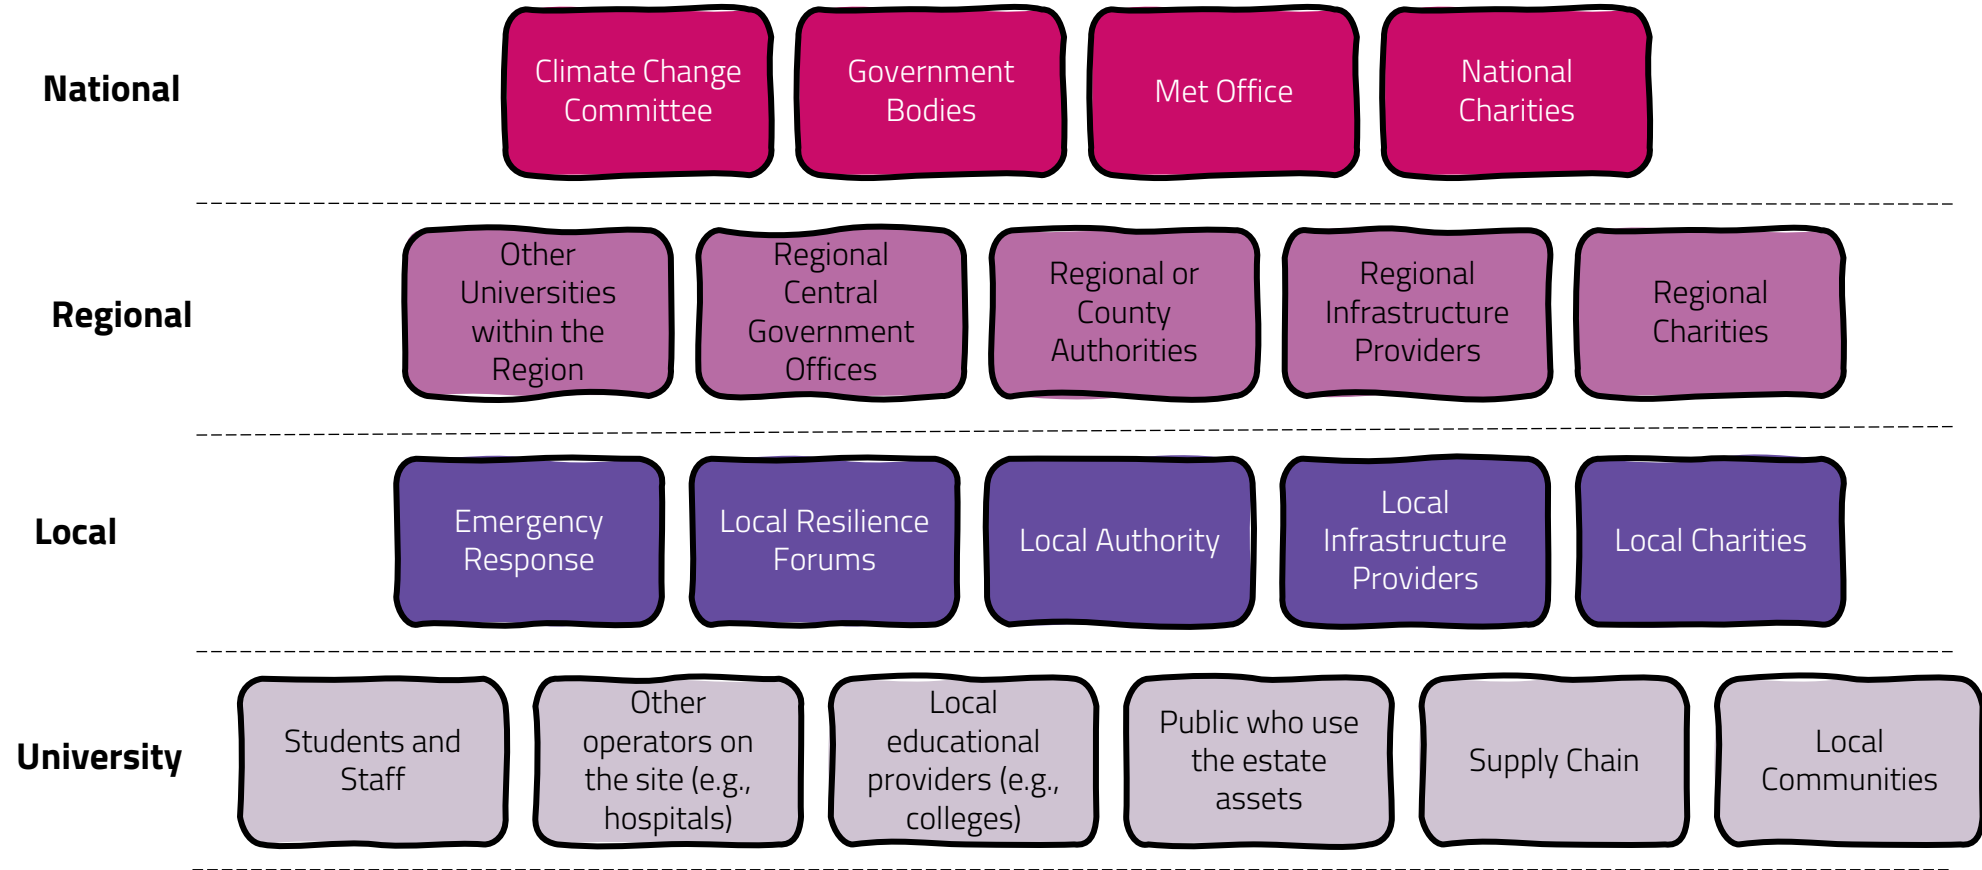 National
Climate Change
Committee
Government
Bodies
Met Office
National
Charities
Regional
Other
Universities
within the
Region
Regional
Central
Government
Offices
Regional or
County
Authorities
Regional
Infrastructure
Providers
Regional
Charities
Local
Emergency
Response
Local Resilience
Forums
Local Authority
Local
Infrastructure
Providers
Local Charities
University
Students and
Staff
Other
operators on
the site (e.g.,
hospitals)
Local
educational
providers (e.g.,
colleges)
Public who use
the estate
assets
Supply Chain
Local
Communities